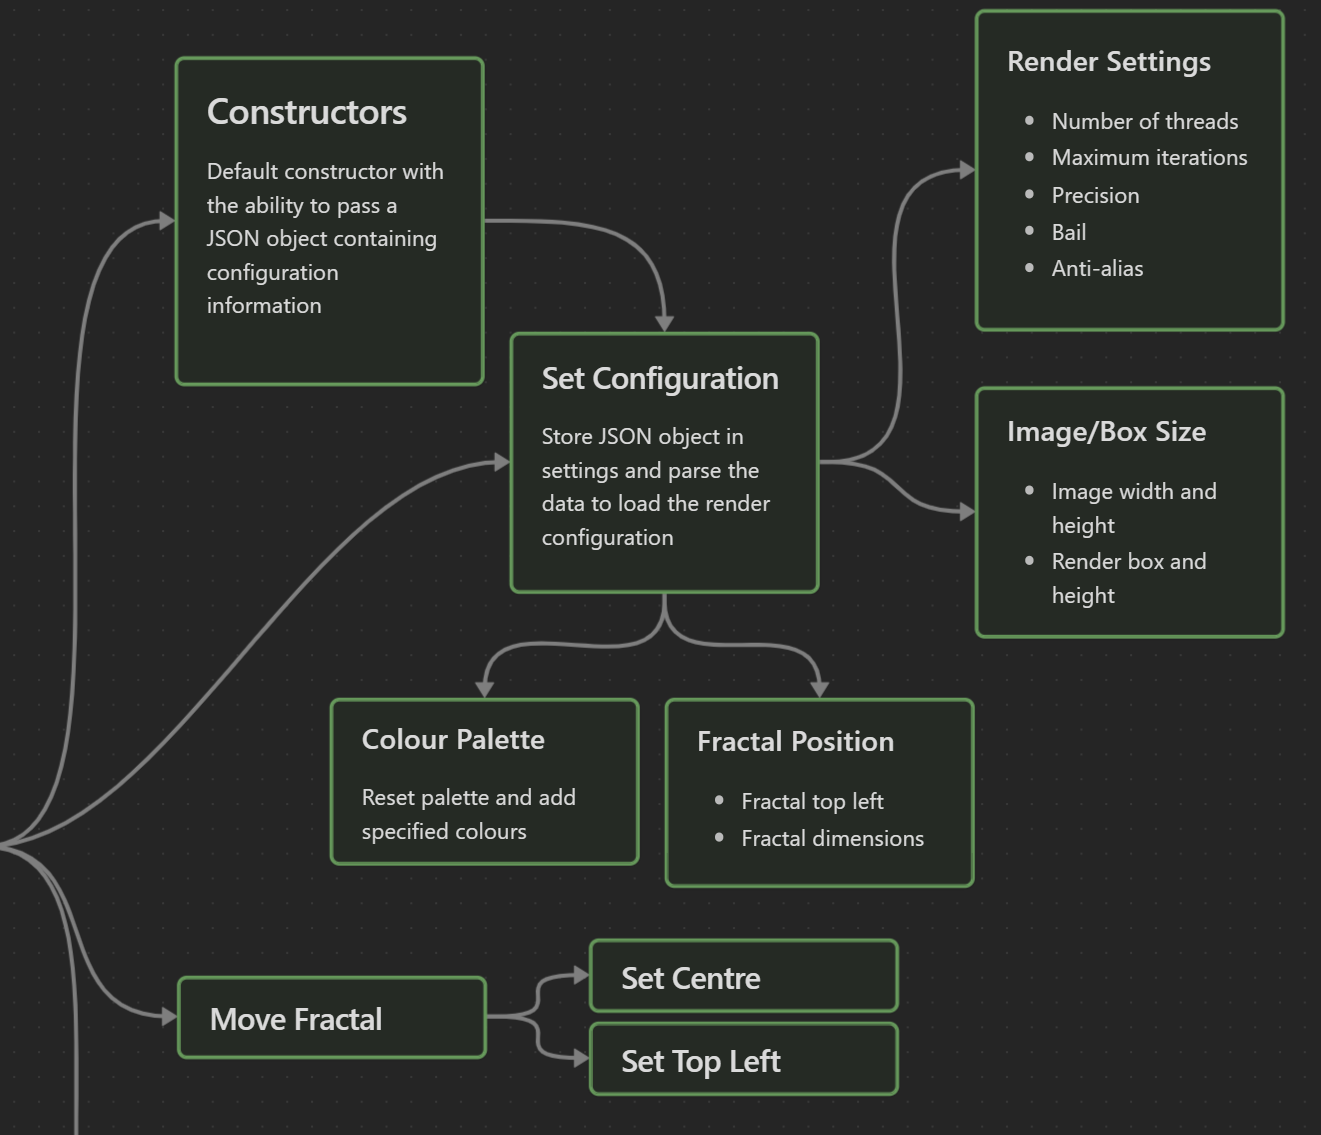 Constructors
Default constructor with
the ability to pass a
JSON object containing
configuration
information
Set Configuration
Store JSON object in
settings and parse the
data to load the render
configuration
Render Settings
Number of threads
Maximum iterations
Precision
Bail
Anti-alias
Image/Box Size
Image width and
height
Render box and
height
Colour Palette
Reset palette and add
specified colours
Fractal Position
Fractal top left
Fractal dimensions
Move Fractal
Set Centre
Set Top Left